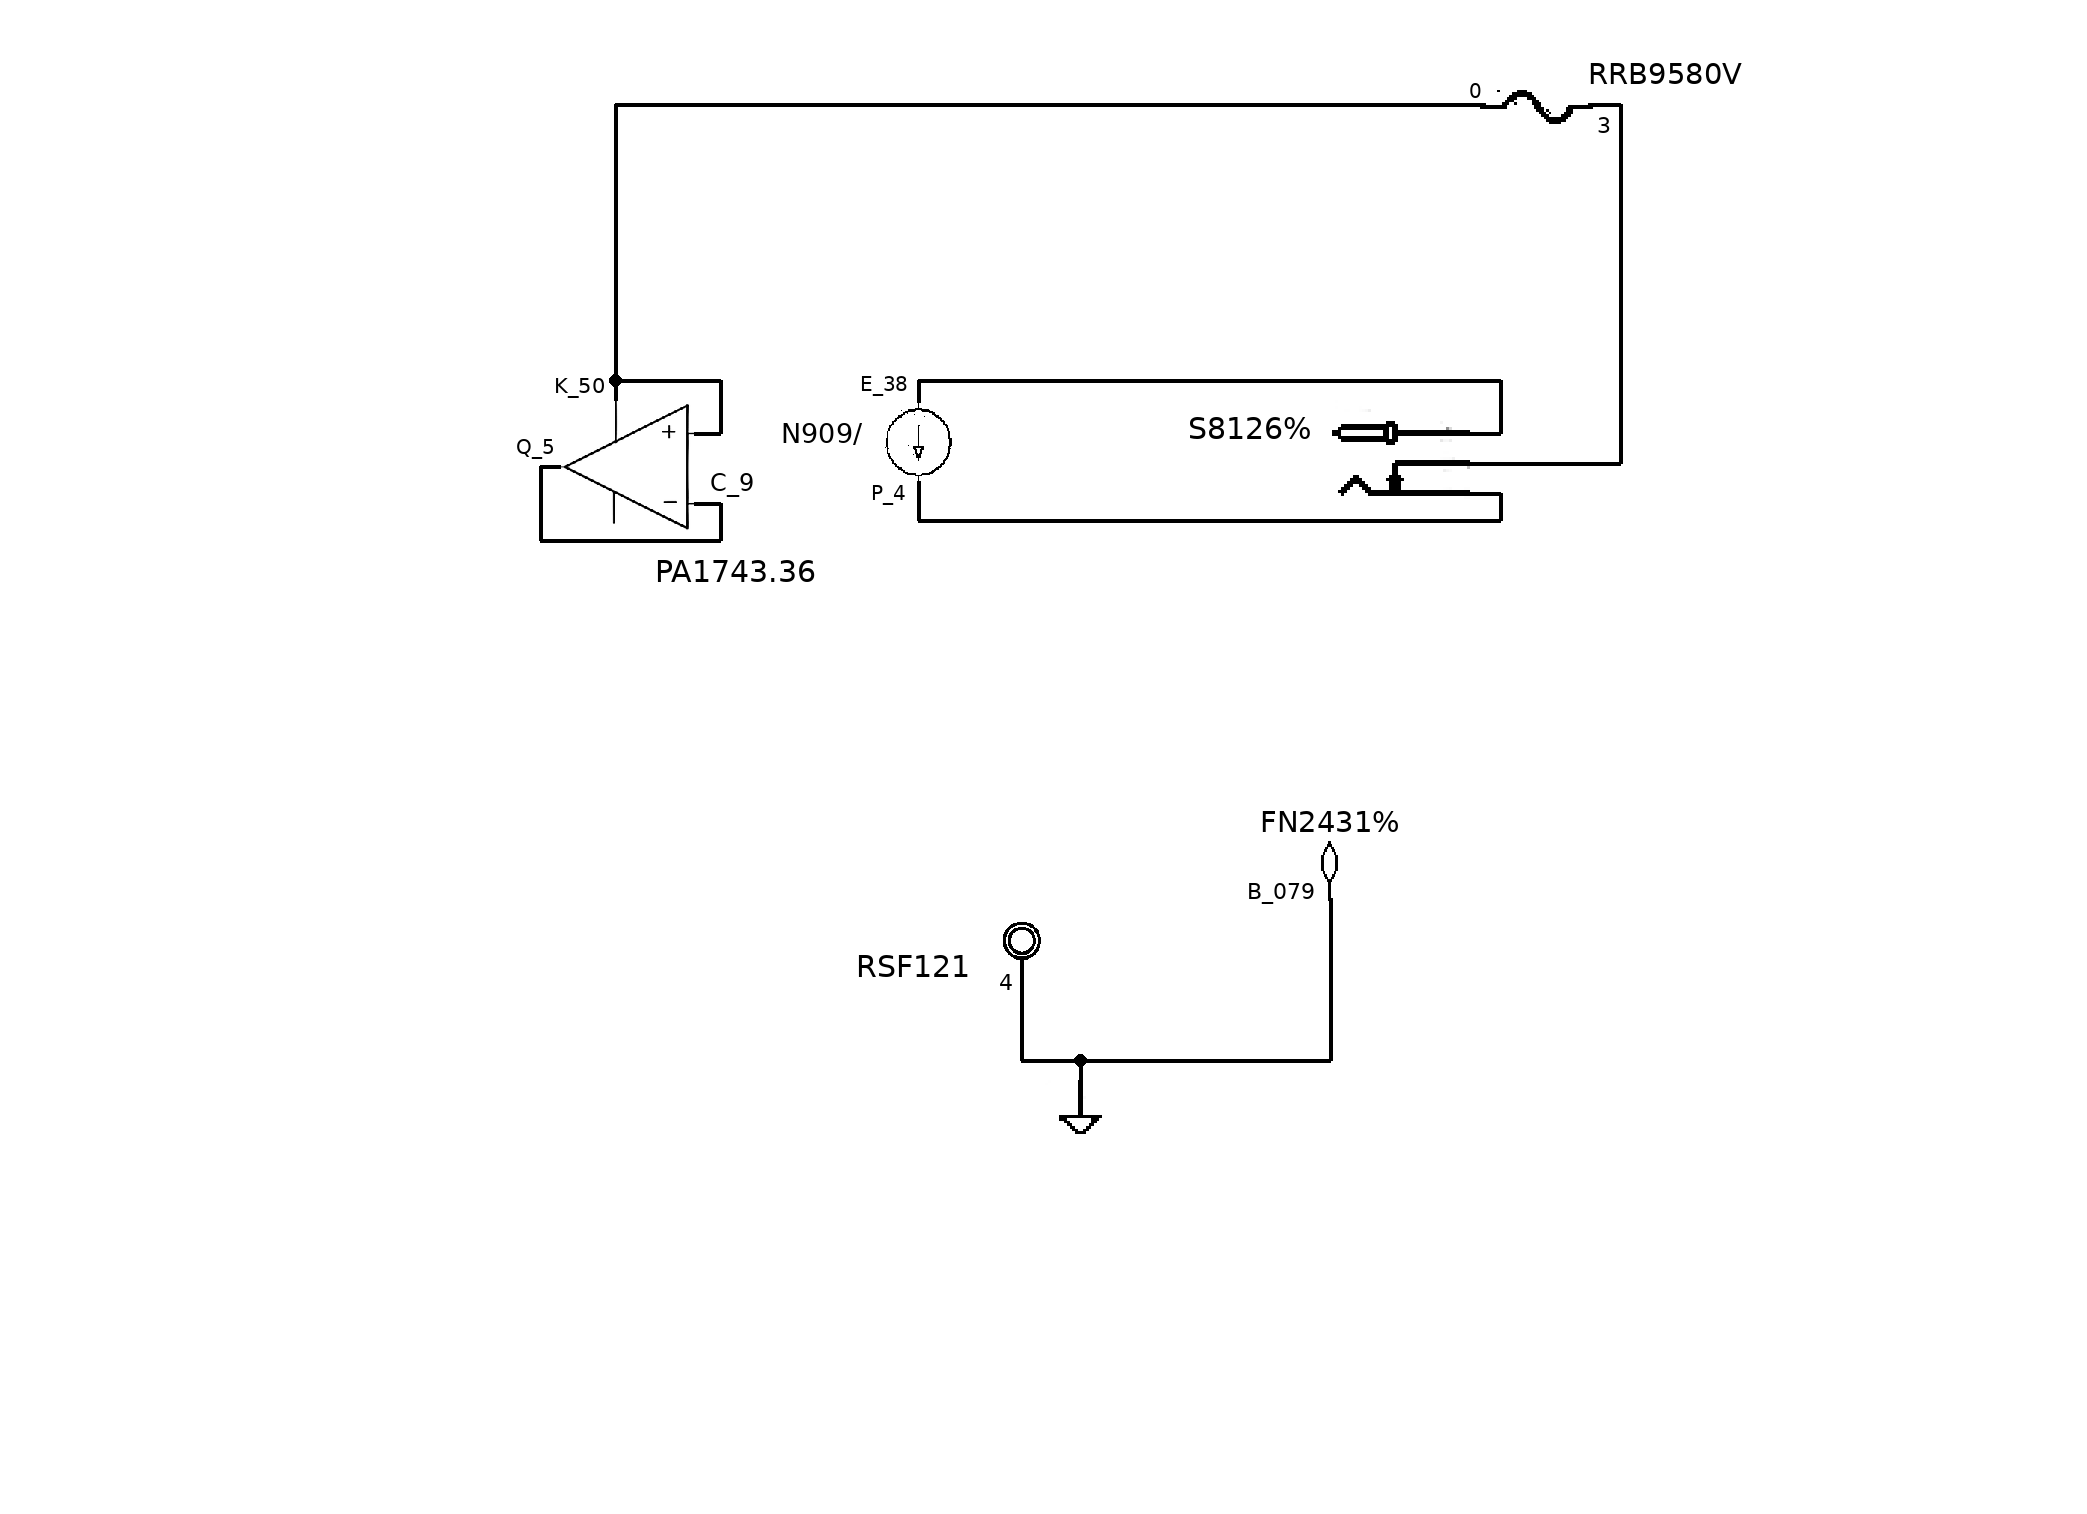 RRB9580V
0
3
K_50
E_38
S8126%
N909/
+
Q_5
C_9
P_4
−
PA1743.36
FN2431%
B_079
RSF121
4